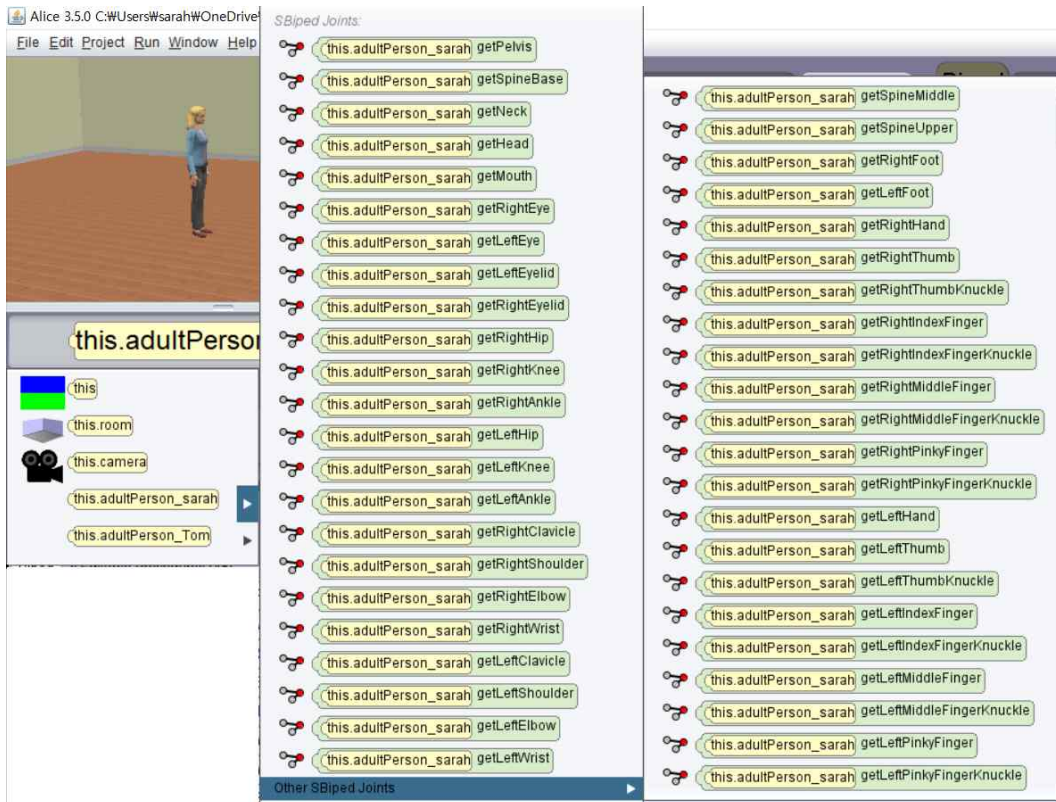 Alice 3.5.0 C:₩Users₩sarah₩OneDrive
File Edit Project Run Window Help
this.adultPerso
this
this.room
this.camera
this.adultPerson_sarah
this.adultPerson_Tom
SBiped Joints:
this.adultPerson_sarah getPelvis
this.adultPerson_sarah getSpineBase
this.adultPerson_sarah getNeck
this.adultPerson_sarah getHead
this.adultPerson_sarah getMouth
this.adultPerson_sarah getRightEye
this.adultPerson_sarah getLeftEye
this.adultPerson_sarah getLeftEyelid
this.adultPerson_sarah getRightEyelid
this.adultPerson_sarah getRightHip
this.adultPerson_sarah getRightKnee
this.adultPerson_sarah getRightAnkle
this.adultPerson_sarah getLeftHip
this.adultPerson_sarah getLeftKnee
this.adultPerson_sarah getLeftAnkle
this.adultPerson_sarah getRightClavicle
this.adultPerson_sarah getRightShoulder
this.adultPerson_sarah getRightElbow
this.adultPerson_sarah getRightWrist
this.adultPerson_sarah getLeftClavicle
this.adultPerson_sarah getLeftShoulder
this.adultPerson_sarah getLeftElbow
this.adultPerson_sarah getLeftWrist
Other SBiped Joints
this.adultPerson_sarah getSpineMiddle
this.adultPerson_sarah getSpineUpper
this.adultPerson_sarah getRightFoot
this.adultPerson_sarah getLeftFoot
this.adultPerson_sarah getRightHand
this.adultPerson_sarah getRightThumb
this.adultPerson_sarah getRightThumbKnuckle
this.adultPerson_sarah getRightIndexFinger
this.adultPerson_sarah getRightIndexFingerKnuckle
this.adultPerson_sarah getRightMiddleFinger
this.adultPerson_sarah getRightMiddleFingerKnuckle
this.adultPerson_sarah getRightPinkyFinger
this.adultPerson_sarah getRightPinkyFingerKnuckle
this.adultPerson_sarah getLeftHand
this.adultPerson_sarah getLeftThumb
this.adultPerson_sarah getLeftThumbKnuckle
this.adultPerson_sarah getLeftIndexFinger
this.adultPerson_sarah getLeftIndexFingerKnuckle
this.adultPerson_sarah getLeftMiddleFinger
this.adultPerson_sarah getLeftMiddleFingerKnuckle
this.adultPerson_sarah getLeftPinkyFinger
this.adultPerson_sarah getLeftPinkyFingerKnuckle